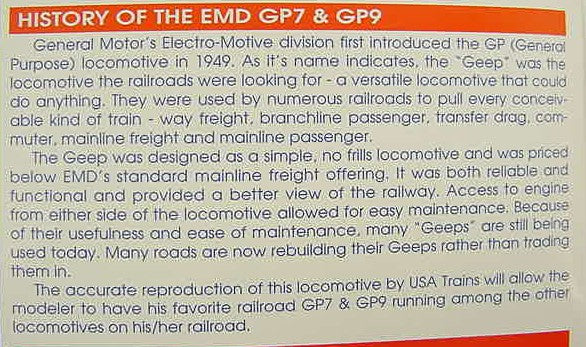 HISTORY OF THE EMD GP7 & GP9
General Motor's Electro-Motive division first introduced the GP (General
Purpose) locomotive in 1949. As it's name indicates, the "Geep" was the
locomotive the railroads were looking for - a versatile locomotive that could
do anything. They were used by numerous railroads to pull every conceiv-
able kind of train - way freight, branchline passenger, transfer drag, com-
muter, mainline freight and mainline passenger.
The Geep was designed as a simple, no frills locomotive and was priced
below EMD's standard mainline freight offering. It was both reliable and
functional and provided a better view of the railway. Access to engine
from either side of the locomotive allowed for easy maintenance. Because
of their usefulness and ease of maintenance, many "Geeps" are still being
used today. Many roads are now rebuilding their Geeps rather than trading
them in.
The accurate reproduction of this locomotive by USA Trains will allow the
modeler to have his favorite railroad GP7 & GP9 running among the other
locomotives on his/her railroad.